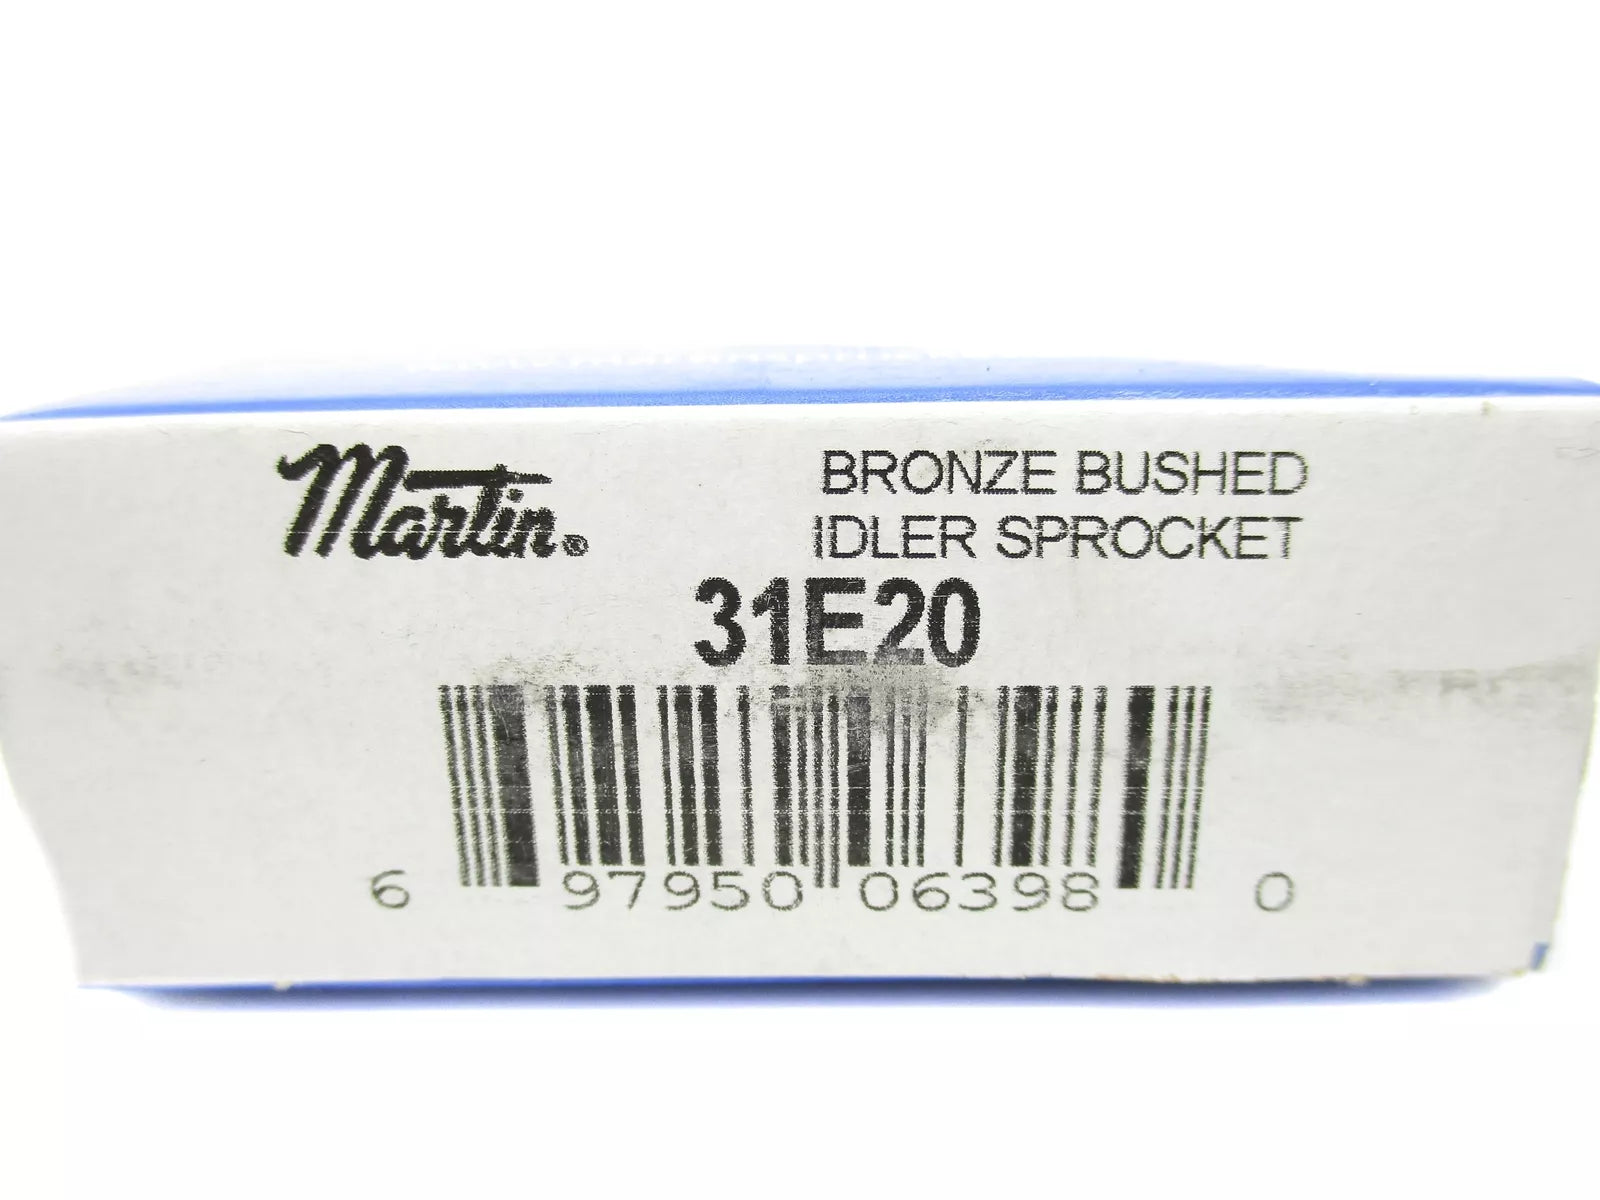 Martin®
BRONZE BUSHED
IDLER SPROCKET
31E20
6 97950 06398 0